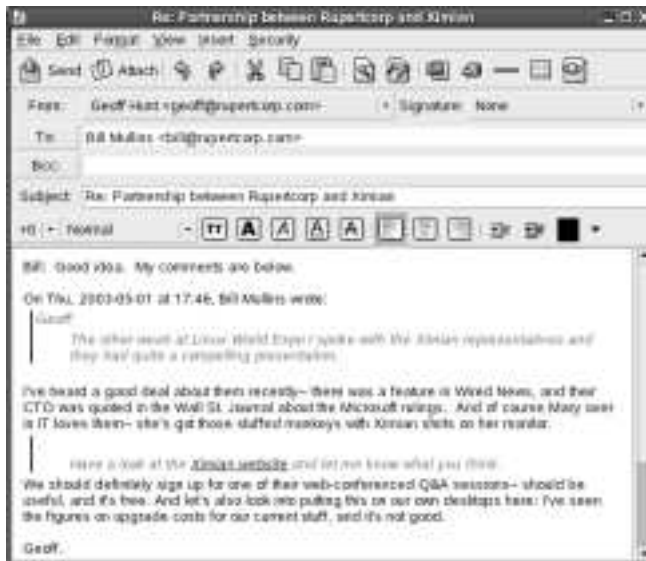 Re: Partnership between Rupertcorp and Ximian
File Edit Format View Insert Security
Send Attach
From: Geoff Hunt <geoff@rupertcorp.com> Signature: None
To: Bill Mullins <bill@rupertcorp.com>
Bcc:
Subject: Re: Partnership between Rupertcorp and Ximian
+0 Normal TT A A A A
Bill: Good idea. My comments are below.
On Thu, 2003-05-01 at 17:46, Bill Mullins wrote:
Geoff
The other week at Linux World Expo I spoke with the Ximian representatives and
they had quite a compelling presentation.
I've heard a good deal about them recently-- there was a feature in Wired News, and their
CTO was quoted in the Wall St. Journal about the Microsoft rulings. And of course Mary over
in IT loves them-- she's got those stuffed monkeys with Ximian shirts on her monitor.
Have a look at the Ximian website and let me know what you think.
We should definitely sign up for one of their web-conferenced Q&A sessions-- should be
useful, and it's free. And let's also look into putting this on our own desktops here: I've seen
the figures on upgrade costs for our current stuff, and it's not good.
Geoff.